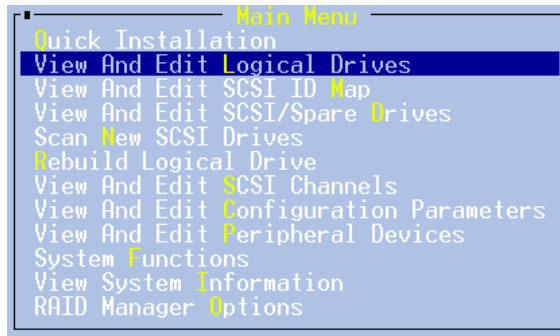 Main Menu
Quick Installation
View And Edit Logical Drives
View And Edit SCSI ID Map
View And Edit SCSI/Spare Drives
Scan New SCSI Drives
Rebuild Logical Drive
View And Edit SCSI Channels
View And Edit Configuration Parameters
View And Edit Peripheral Devices
System Functions
View System Information
RAID Manager Options